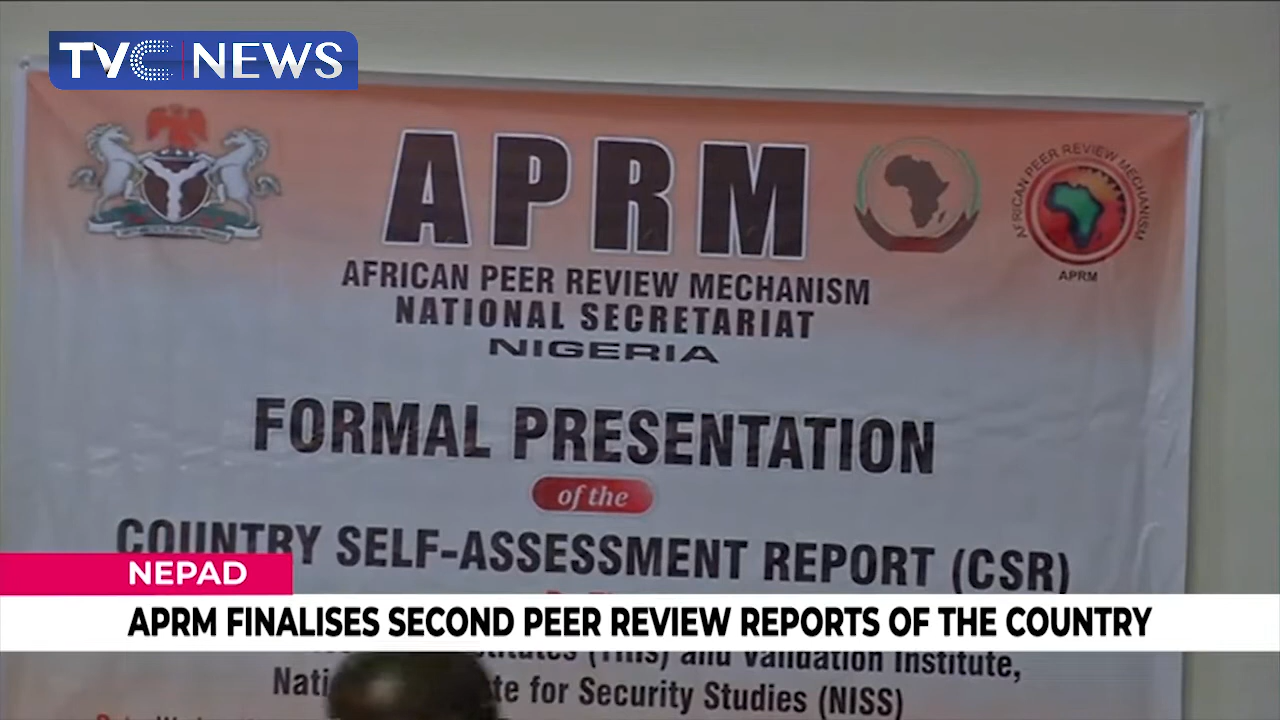 TVC NEWS
APRM
AFRICAN PEER REVIEW MECHANISM
APRM
AFRICAN PEER REVIEW MECHANISM
NATIONAL SECRETARIAT
NIGERIA
FORMAL PRESENTATION
of the
COUNTRY SELF-ASSESSMENT REPORT (CSR)
NEPAD
APRM FINALISES SECOND PEER REVIEW REPORTS OF THE COUNTRY
and Validation Institute,
for Security Studies (NISS)